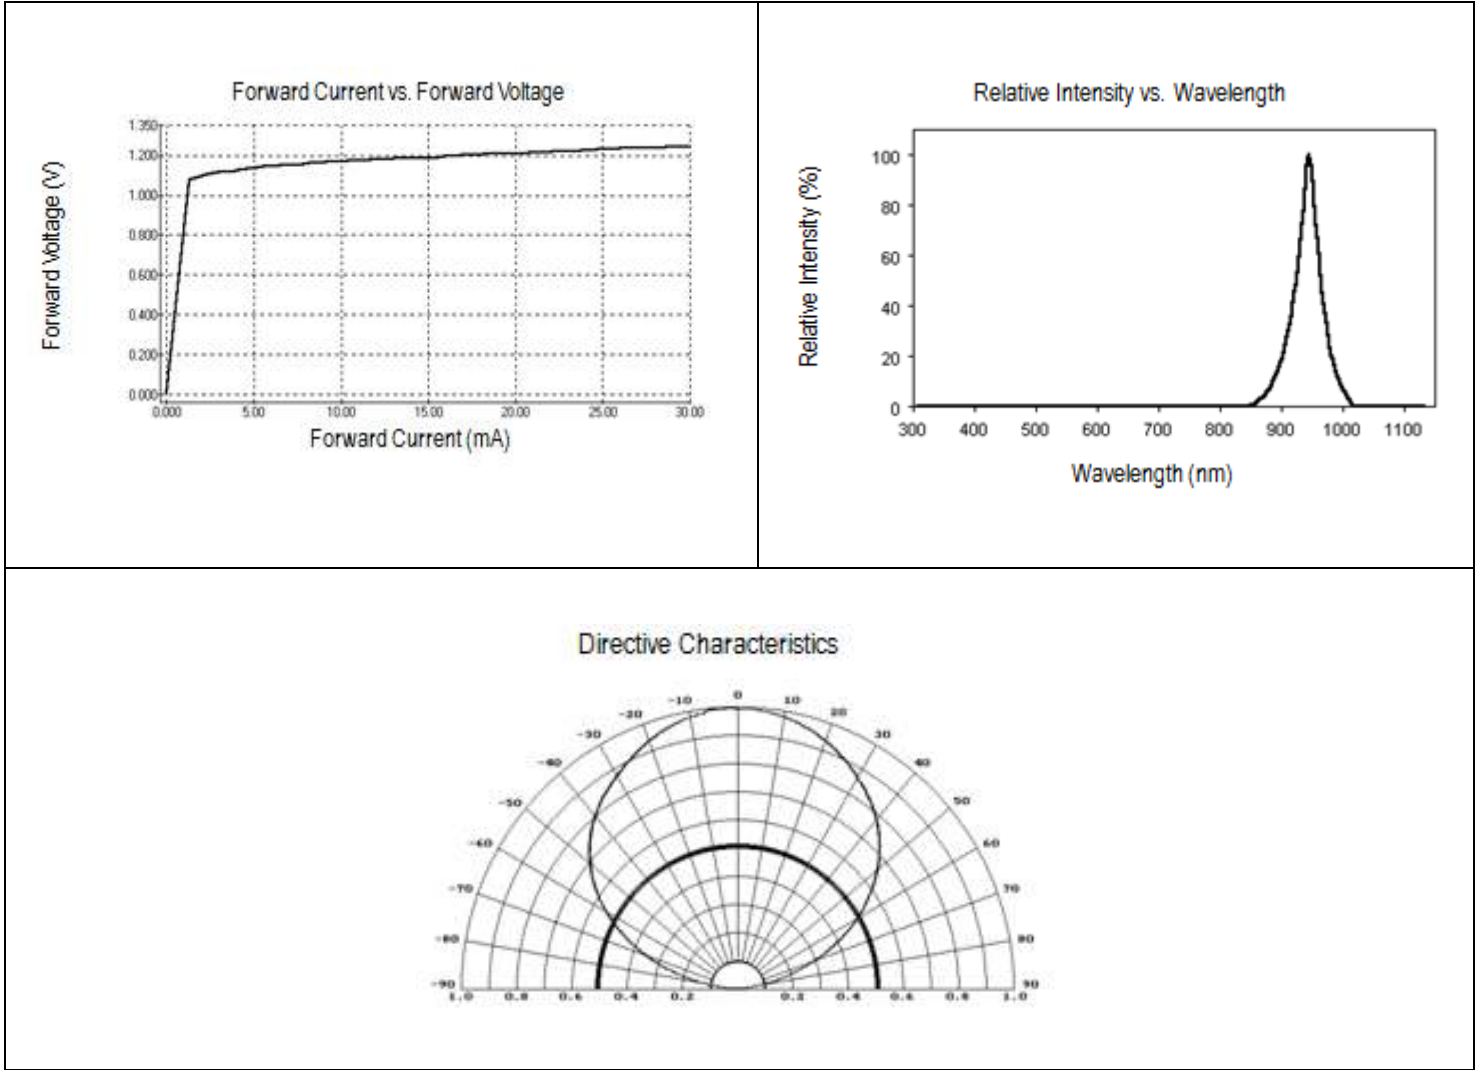 Forward Current vs. Forward Voltage
Forward Voltage (V)
1.350
1.200
1.000
0.800
0.600
0.400
0.200
0.000
0.000 5.00 10.00 15.00 20.00 25.00 30.00
Forward Current (mA)
Relative Intensity vs. Wavelength
Relative Intensity (%)
100
80
60
40
20
0
300 400 500 600 700 800 900 1000 1100
Wavelength (nm)
Directive Characteristics
-10 0 10
-20 20
-30 30
-40 40
-50 50
-60 60
-70 70
-80 80
-90 90
1.0 0.8 0.6 0.4 0.2 0.2 0.4 0.6 0.8 1.0